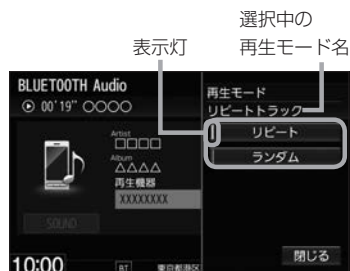 選択中の
表示灯 再生モード名
BLUETOOTH Audio
00'19" ○○○○
再生モード
リピートトラック
Artist
□□□□
Album
△△△△
再生機器
XXXXXXXX
リピート
ランダム
SOUND
10:00
BT 東京都港区
閉じる